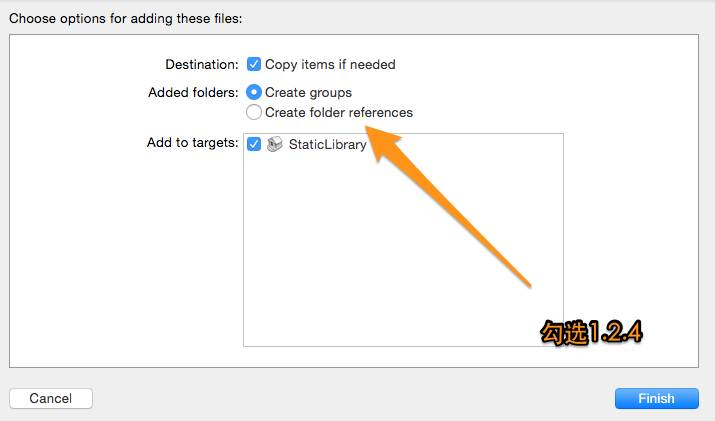 Choose options for adding these files:
Destination: Copy items if needed
Added folders: Create groups
Create folder references
Add to targets: StaticLibrary
勾选1.2.4
Cancel Finish